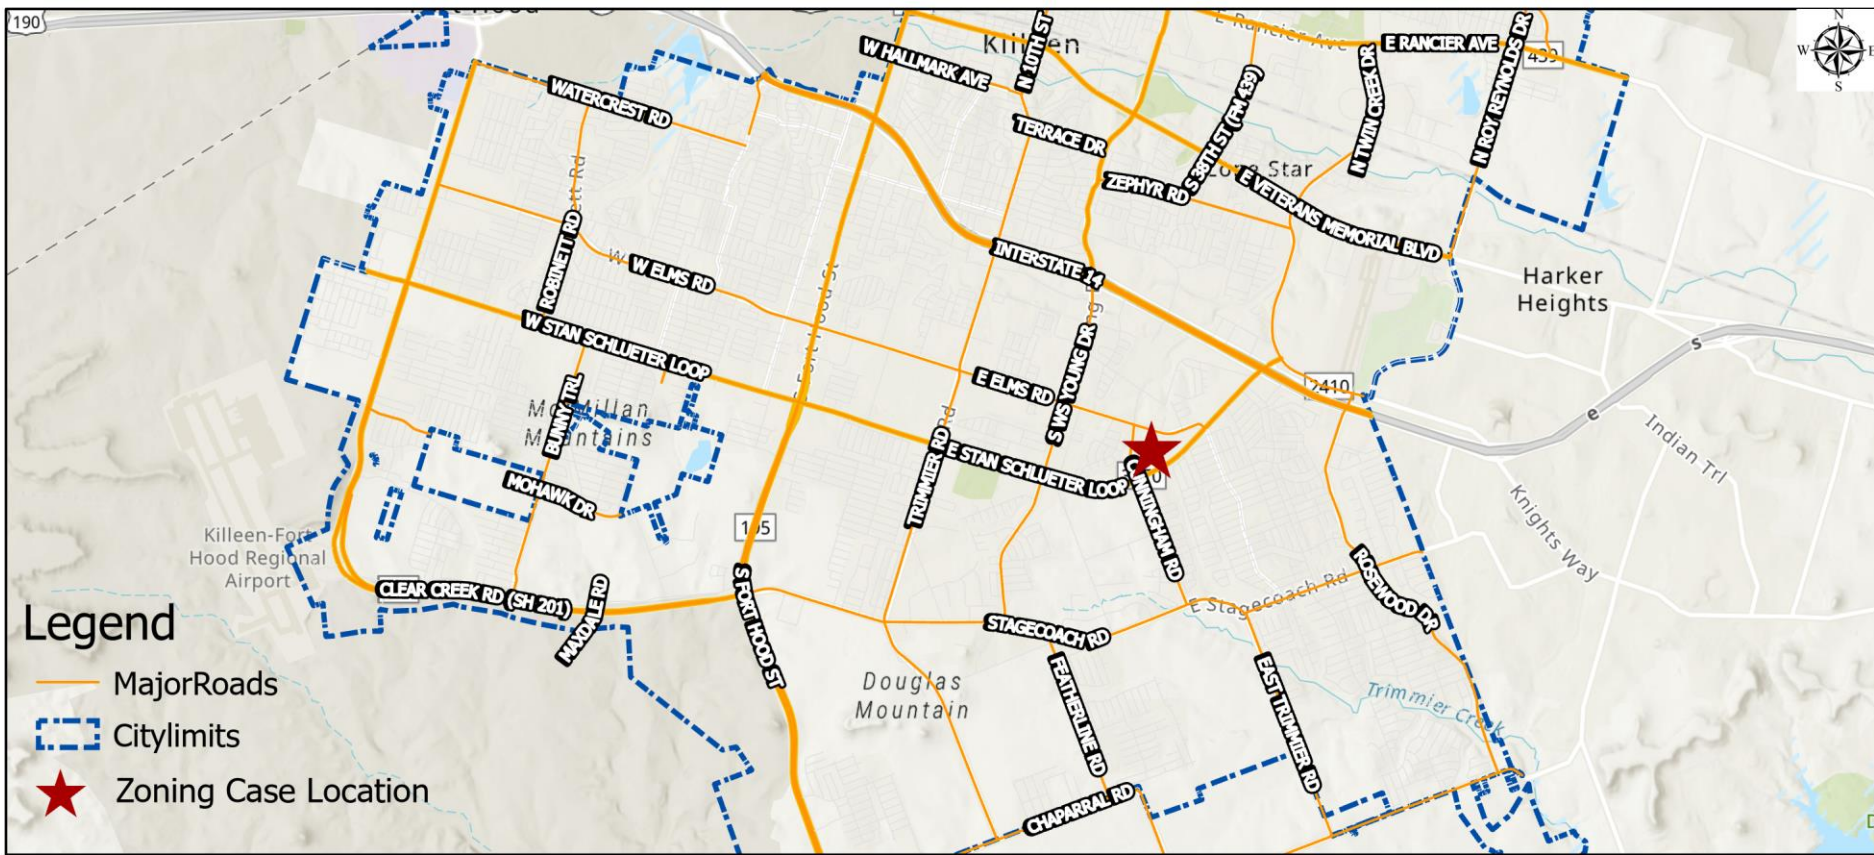 190
Killeen
E Rancier Ave
E RANCIER AVE
439
N ROY REYNOLDS DR
N
W
E
S
W HALLMARK AVE
N 10TH ST
N TWIN CREEK DR
WATERCREST RD
TERRACE DR
S 38TH ST (FM 439)
Lone Star
ZEPHYR RD
E VETERANS MEMORIAL BLVD
ROBINETT RD
W ELMS RD
INTERSTATE 14
Harker
Heights
W STAN SCHLUETER LOOP
Fort Hood St
S WS YOUNG DR
E ELMS RD
2410
McMillan
Mountains
BUNNY TRL
TRIMMIER RD
E STAN SCHLUETER LOOP
CUNNINGHAM RD
Indian Trl
Knights Way
MOHAWK DR
195
Killeen-Fort
Hood Regional
Airport
CLEAR CREEK RD (SH 201)
MAXDALE RD
S FORT HOOD ST
STAGECOACH RD
E Stagecoach Rd
ROSEWOOD DR
Douglas
Mountain
FEATHERLINE RD
EAST TRIMMIER RD
Trimmier Creek
CHAPARRAL RD
Legend
MajorRoads
Citylimits
Zoning Case Location